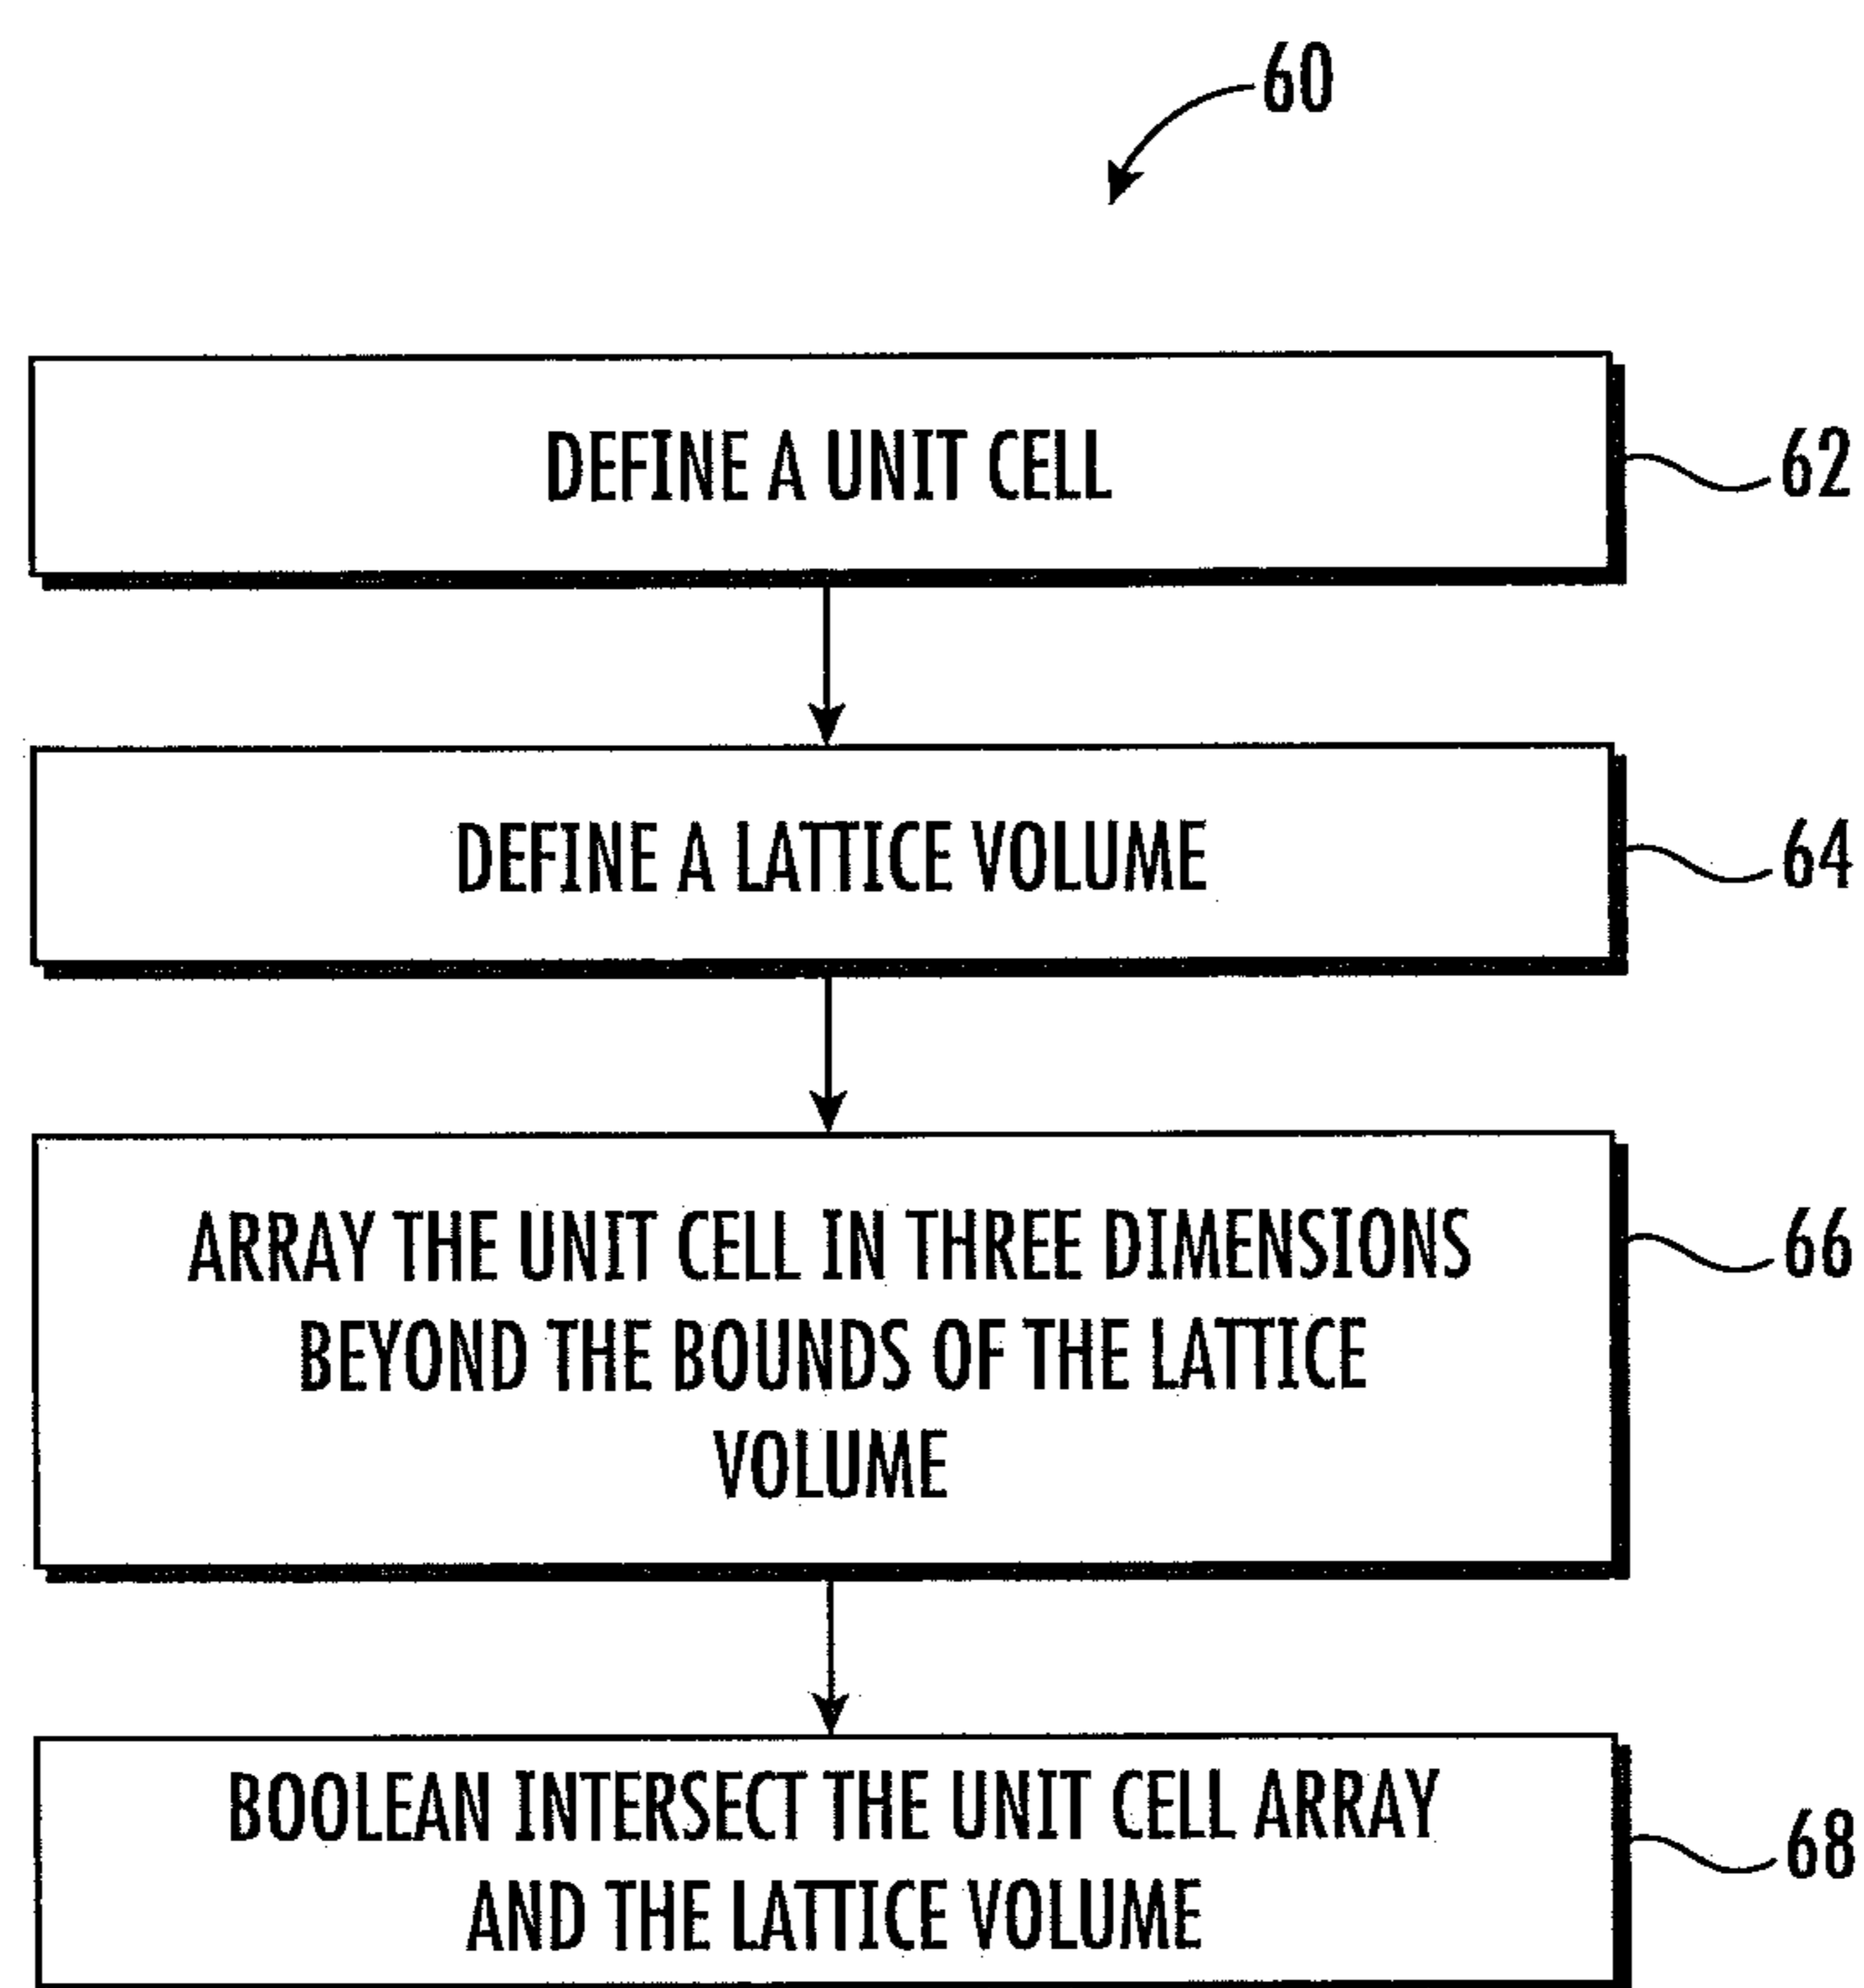 60
DEFINE A UNIT CELL
62
DEFINE A LATTICE VOLUME
64
ARRAY THE UNIT CELL IN THREE DIMENSIONS
BEYOND THE BOUNDS OF THE LATTICE
VOLUME
66
BOOLEAN INTERSECT THE UNIT CELL ARRAY
AND THE LATTICE VOLUME
68